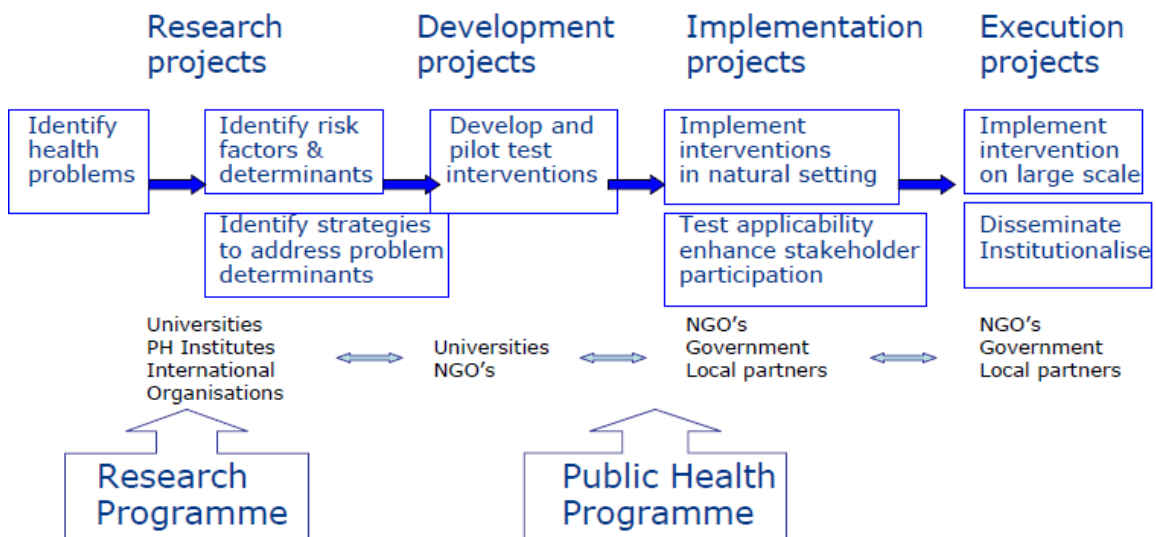 Research
projects
Development
projects
Implementation
projects
Execution
projects
Identify
health
problems
Identify risk
factors &
determinants
Identify strategies
to address problem
determinants
Develop and
pilot test
interventions
Implement
interventions
in natural setting
Test applicability
enhance stakeholder
participation
Implement
intervention
on large scale
Disseminate
Institutionalise
Universities
PH Institutes
International
Organisations
Universities
NGO's
NGO's
Government
Local partners
NGO's
Government
Local partners
Research
Programme
Public Health
Programme